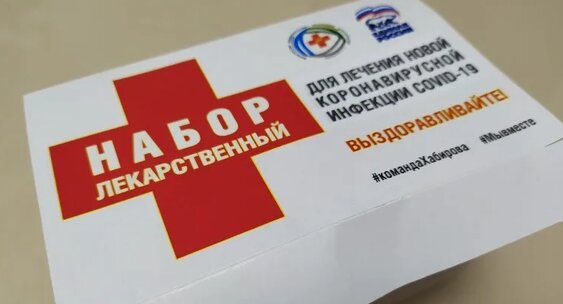 НАБОР
ЛЕКАРСТВЕННЫЙ
ДЛЯ ЛЕЧЕНИЯ НОВОЙ
КОРОНАВИРУСНОЙ
ИНФЕКЦИИ COVID-19
ВЫЗДОРАВЛИВАЙТЕ!
#командаХабирова #Мывместе